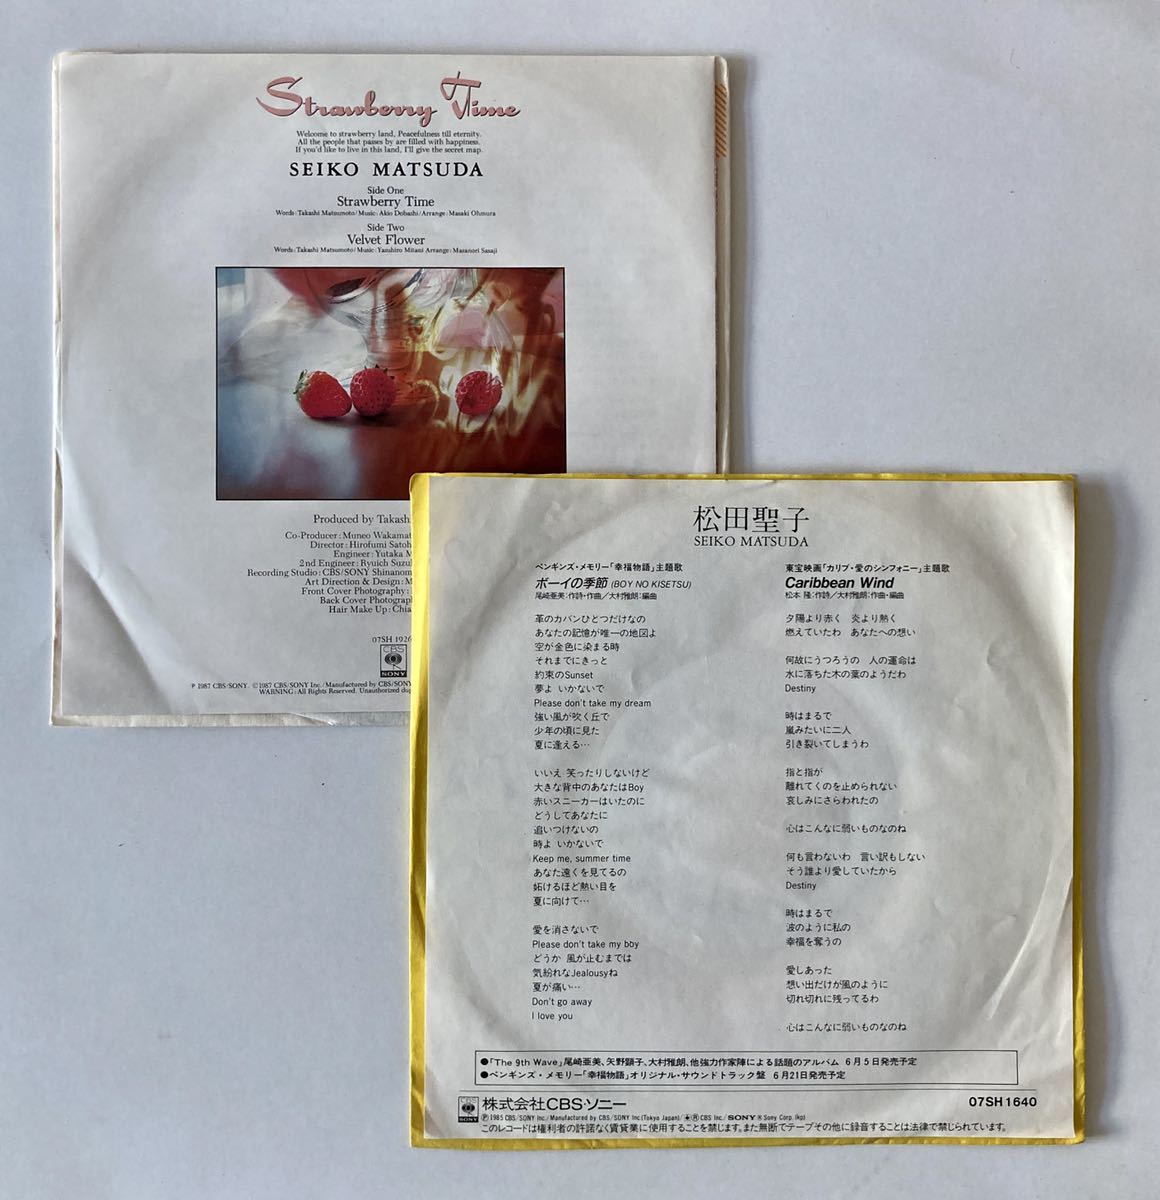 Strawberry Time
Welcome to strawberry land, Peacefulness till eternity.
All the people that passes by are filled with happiness.
If you'd like to live in this land, I'll give the secret map.
SEIKO MATSUDA
Side One
Strawberry Time
Words : Takashi Matsumoto / Music : Akio Dobashi / Arrange : Masaki Ohmura
Side Two
Velvet Flower
Words : Takashi Matsumoto / Music : Yasuhiro Mitani Arrange : Masanori Sasaji
Produced by Takashi
Co-Producer : Muneo Wakamat
Director : Hirofumi Satoh
Engineer : Yutaka M
2nd Engineer : Ryuich Suzu
Recording Studio : CBS/SONY Shinanom
Art Direction & Design : M
Front Cover Photography :
Back Cover Photograp
Hair Make Up : Chia
07SH 1926
CBS
SONY
℗ 1987 CBS/SONY. ©1987 CBS/SONY Inc./Manufactured by CBS/SONY
WARNING : All Rights Reserved. Unauthorized dup
松田聖子
SEIKO MATSUDA
ペンギンズ・メモリー「幸福物語」主題歌
ボーイの季節 (BOY NO KISETSU)
尾崎亜美:作詩・作曲／大村雅朗:編曲
革のカバンひとつだけなの
あなたの記憶が唯一の地図よ
空が金色に染まる時
それまでにきっと
約束のSunset
夢よ いかないで
Please don't take my dream
強い風が吹く丘で
少年の頃に見た
夏に逢える…
いいえ 笑ったりしないけど
大きな背中のあなたはBoy
赤いスニーカーはいたのに
どうしてあなたに
追いつけないの
時よ いかないで
Keep me, summer time
あなた遠くを見てるの
妬けるほど熱い目を
夏に向けて…
愛を消さないで
Please don't take my boy
どうか 風が止むまでは
気紛れなJealousyね
夏が痛い…
Don't go away
I love you
東宝映画「カリブ・愛のシンフォニー」主題歌
Caribbean Wind
松本 隆:作詩／大村雅朗:作曲・編曲
夕陽より赤く 炎より熱く
燃えていたわ あなたへの想い
何故にうつろうの 人の運命は
水に落ちた木の葉のようだわ
Destiny
時はまるで
嵐みたいに二人
引き裂いてしまうわ
指と指が
離れてくのを止められない
哀しみにさらわれたの
心はこんなに弱いものなのね
何も言わないわ 言い訳もしない
そう誰より愛していたから
Destiny
時はまるで
波のように私の
幸福を奪うの
愛しあった
想い出だけが風のように
切れ切れに残ってるわ
心はこんなに弱いものなのね
●「The 9th Wave」尾崎亜美、矢野顕子、大村雅朗、他強力作家陣による話題のアルバム 6月5日発売予定
●ペンギンズ・メモリー「幸福物語」オリジナル・サウンドトラック盤 6月21日発売予定
CBS
SONY
株式会社CBS・ソニー
07SH 1640
℗ 1985 CBS/SONY Inc./Manufactured by CBS/SONY Inc. (Tokyo Japan)/ ® CBS Inc./ SONY ® Sony Corp. (kp)
このレコードは権利者の許諾なく賃貸業に使用することを禁じます。また無断でテープその他に録音することは法律で禁じられています。